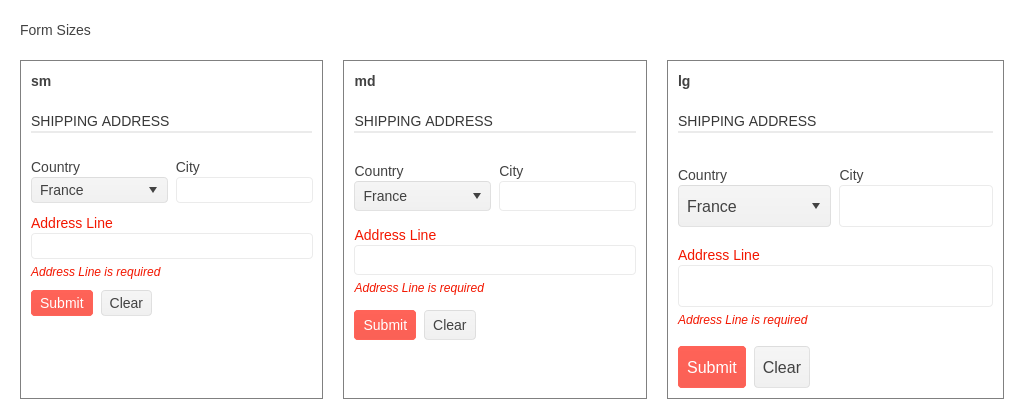 Form Sizes
sm
SHIPPING ADDRESS
Country City
France
Address Line
Address Line is required
Submit Clear
md
SHIPPING ADDRESS
Country City
France
Address Line
Address Line is required
Submit Clear
lg
SHIPPING ADDRESS
Country City
France
Address Line
Address Line is required
Submit Clear